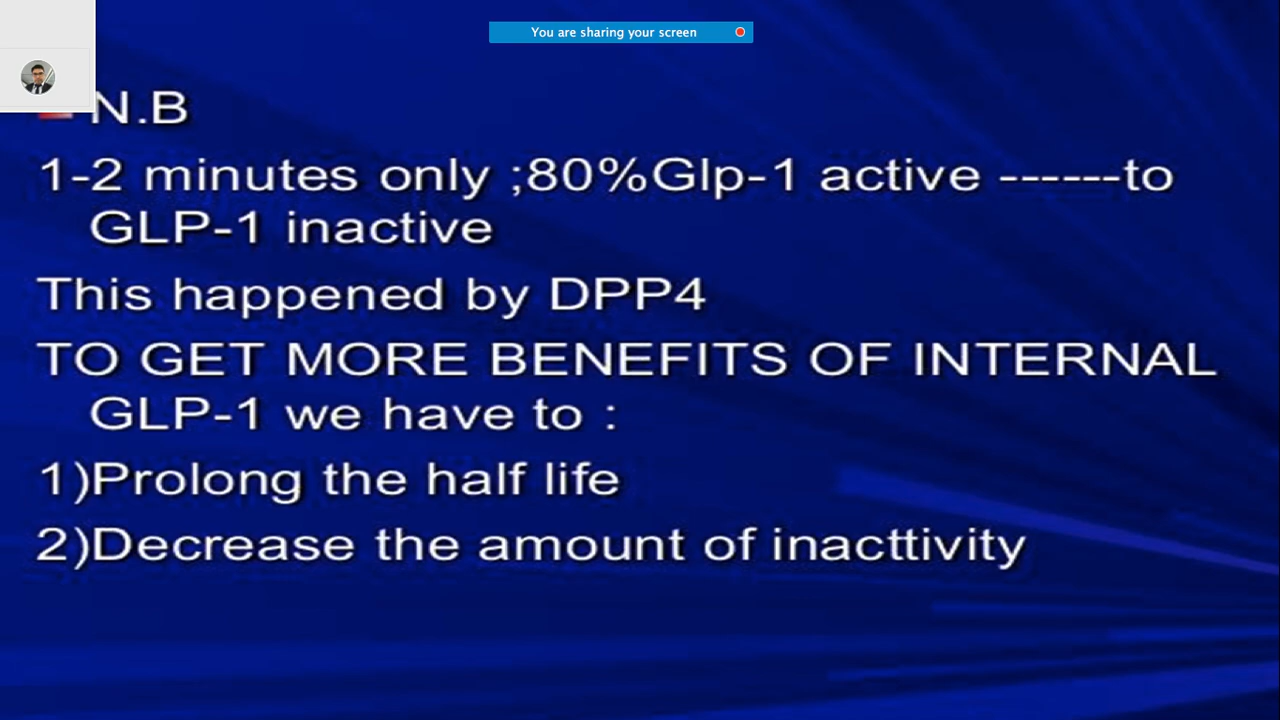 You are sharing your screen
N.B
1-2 minutes only ;80%Glp-1 active ------to
GLP-1 inactive
This happened by DPP4
TO GET MORE BENEFITS OF INTERNAL
GLP-1 we have to :
1)Prolong the half life
2)Decrease the amount of inacttivity